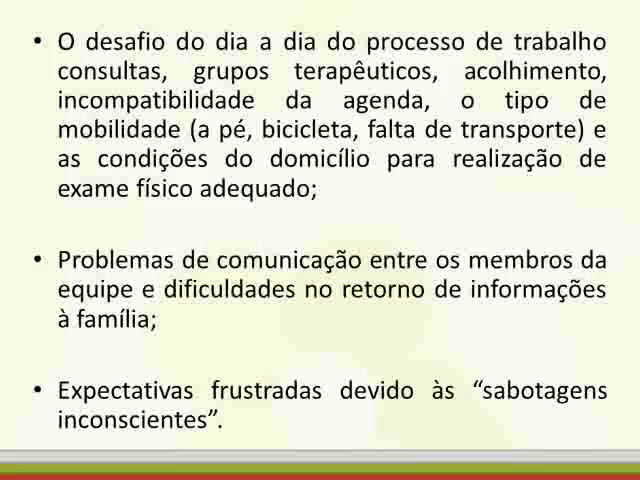 • O desafio do dia a dia do processo de trabalho
consultas, grupos terapêuticos, acolhimento,
incompatibilidade da agenda, o tipo de
mobilidade (a pé, bicicleta, falta de transporte) e
as condições do domicílio para realização de
exame físico adequado;
• Problemas de comunicação entre os membros da
equipe e dificuldades no retorno de informações
à família;
• Expectativas frustradas devido às “sabotagens
inconscientes”.